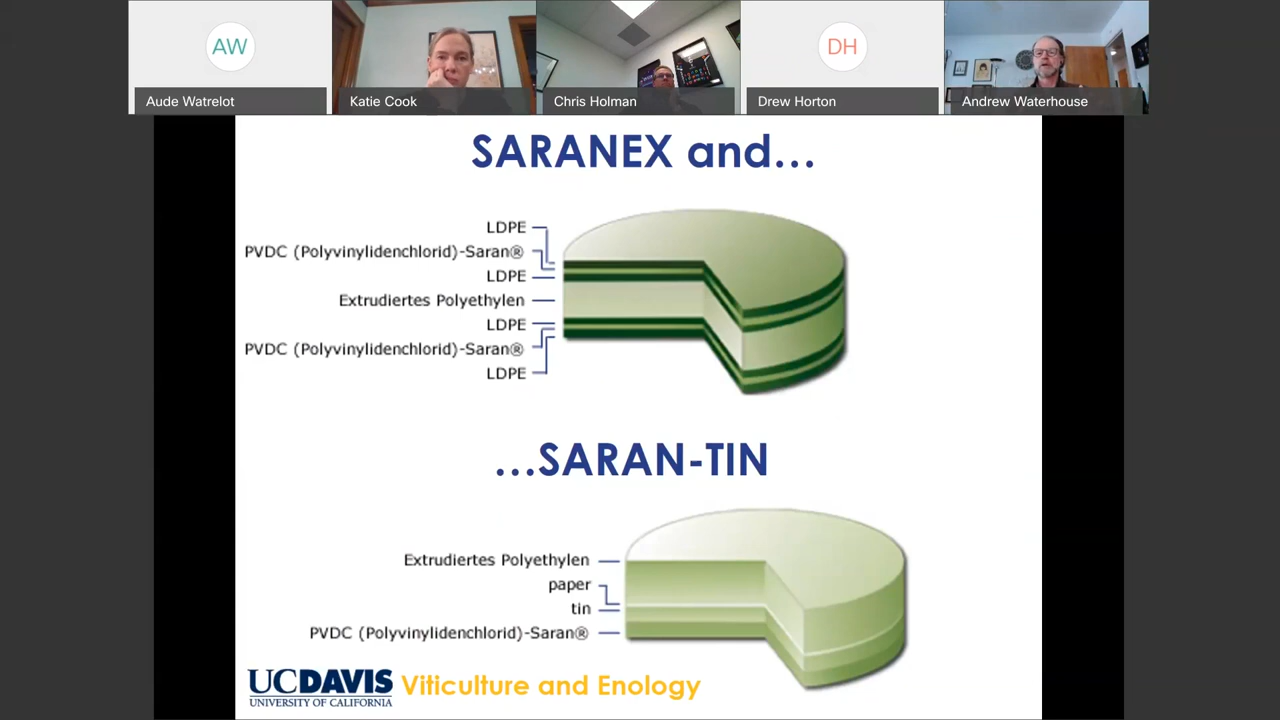 AW
DH
Aude Watrelot
Katie Cook
Chris Holman
Drew Horton
Andrew Waterhouse
SARANEX and...
LDPE
PVDC (Polyvinylidenchlorid)-Saran®
LDPE
Extrudiertes Polyethylen
LDPE
PVDC (Polyvinylidenchlorid)-Saran®
LDPE
...SARAN-TIN
Extrudiertes Polyethylen
paper
tin
PVDC (Polyvinylidenchlorid)-Saran®
UCDAVIS
UNIVERSITY OF CALIFORNIA
Viticulture and Enology